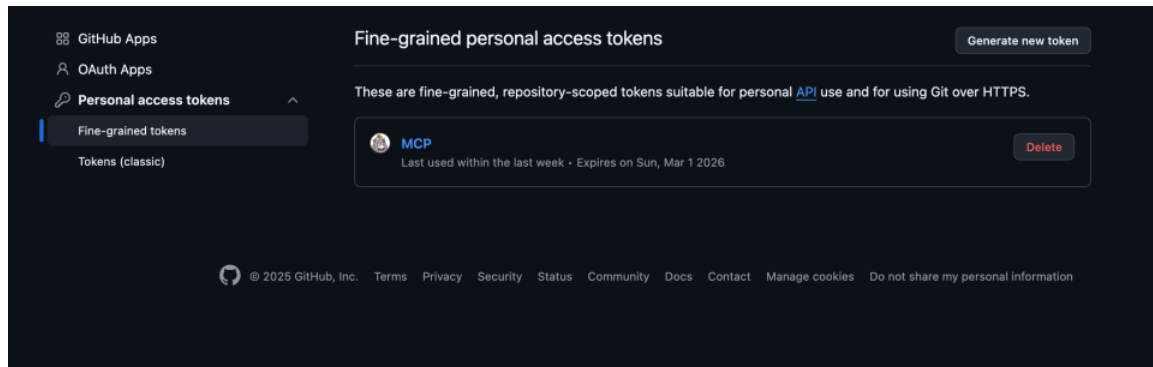 GitHub Apps
OAuth Apps
Personal access tokens
Fine-grained tokens
Tokens (classic)
Fine-grained personal access tokens
Generate new token
These are fine-grained, repository-scoped tokens suitable for personal API use and for using Git over HTTPS.
MCP
Last used within the last week • Expires on Sun, Mar 1 2026
Delete
© 2025 GitHub, Inc. Terms Privacy Security Status Community Docs Contact Manage cookies Do not share my personal information